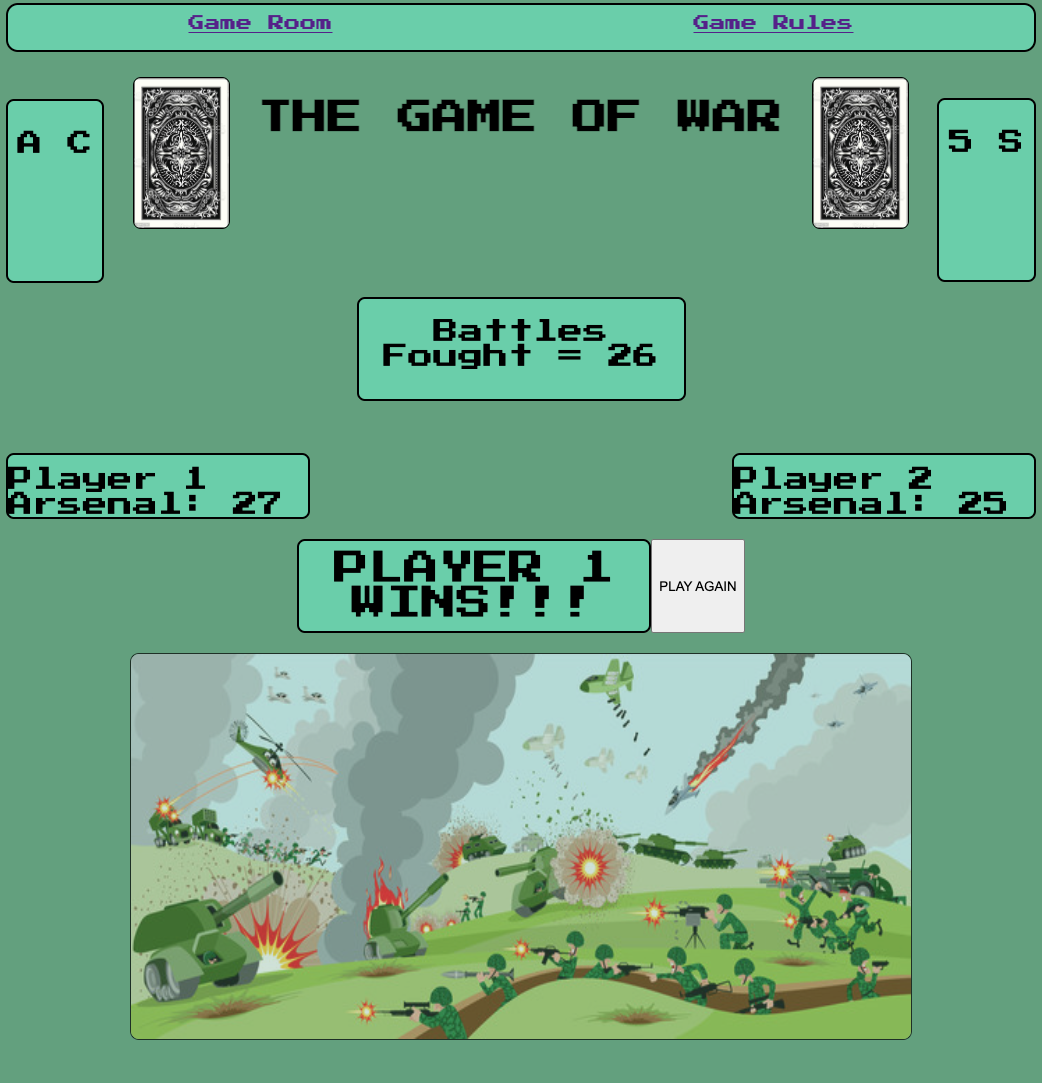 Game Room
Game Rules
A C
THE GAME OF WAR
5 S
Battles
Fought = 26
Player 1
Arsenal: 27
Player 2
Arsenal: 25
PLAYER 1
WINS!!!
PLAY AGAIN